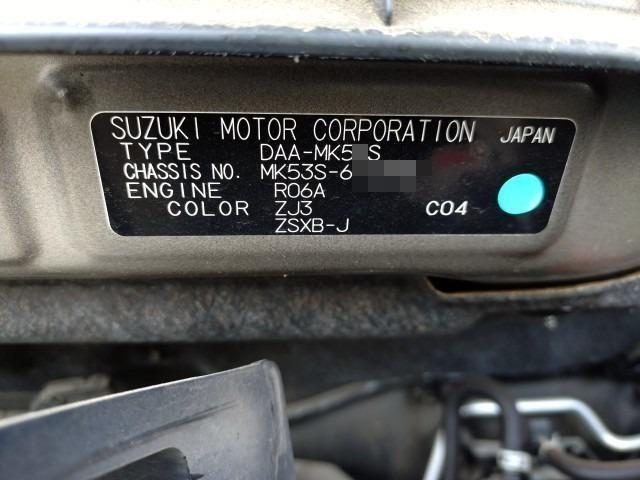 SUZUKI MOTOR CORPORATION JAPAN
TYPE DAA-MK5 S
CHASSIS NO. MK53S-6
ENGINE R06A
COLOR ZJ3 C04
ZSXB-J